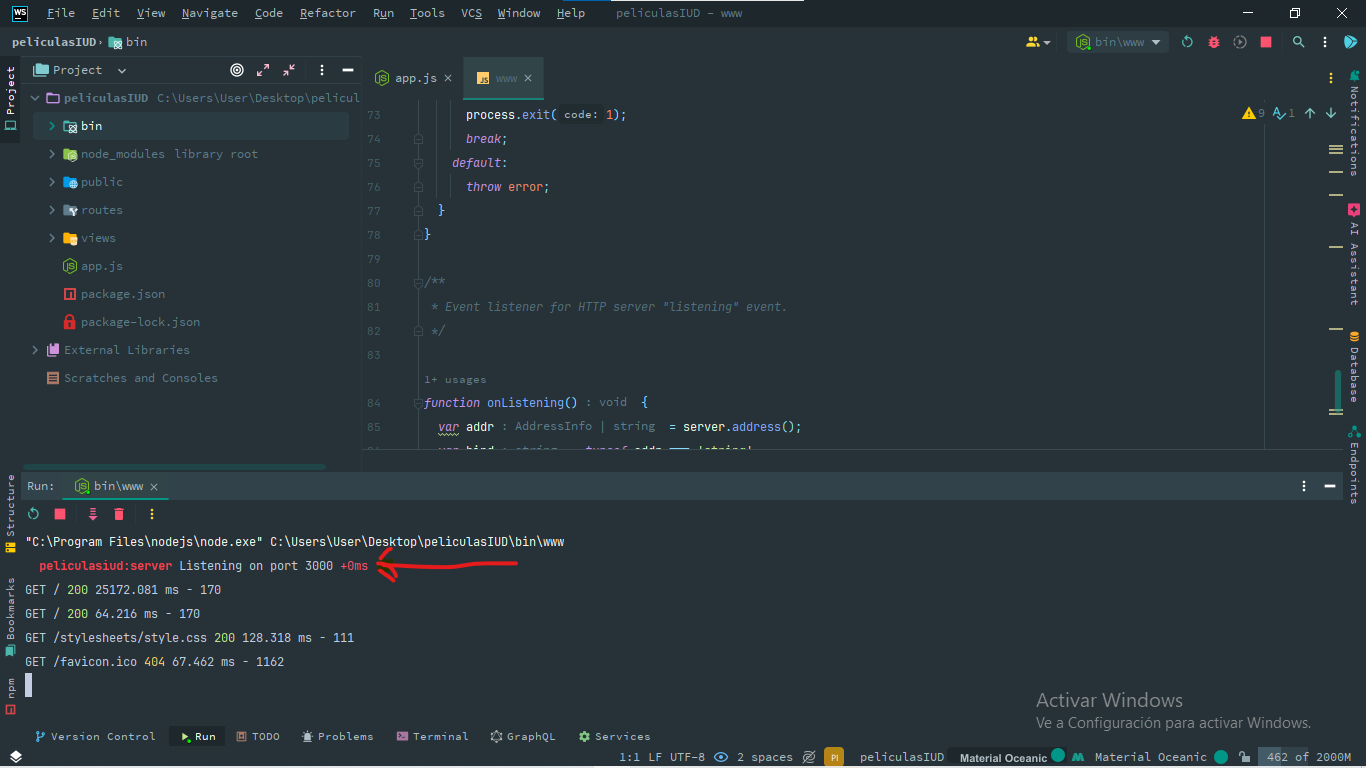 WS File Edit View Navigate Code Refactor Run Tools VCS Window Help peliculasIUD – www
peliculasIUD › bin
bin\www
Project
Project
app.js
www
peliculasIUD C:\Users\User\Desktop\pelicul
bin
node_modules library root
public
routes
views
app.js
package.json
package-lock.json
External Libraries
Scratches and Consoles
73 process.exit( code: 1);
74 break;
75 default:
76 throw error;
77 }
78 }
79
80 /**
81 * Event listener for HTTP server "listening" event.
82 */
83
1+ usages
84 function onListening() : void {
85 var addr : AddressInfo | string = server.address();
var bind : string = typeof addr === 'string'
9 1
Notifications
AI Assistant
Database
Endpoints
Structure
Bookmarks
npm
Run: bin\www
"C:\Program Files\nodejs\node.exe" C:\Users\User\Desktop\peliculasIUD\bin\www
peliculasiud:server Listening on port 3000 +0ms
GET / 200 25172.081 ms - 170
GET / 200 64.216 ms - 170
GET /stylesheets/style.css 200 128.318 ms - 111
GET /favicon.ico 404 67.462 ms - 1162
Activar Windows
Ve a Configuración para activar Windows.
Version Control Run TODO Problems Terminal GraphQL Services
1:1 LF UTF-8 2 spaces PI peliculasIUD Material Oceanic Material Oceanic 462 of 2000M